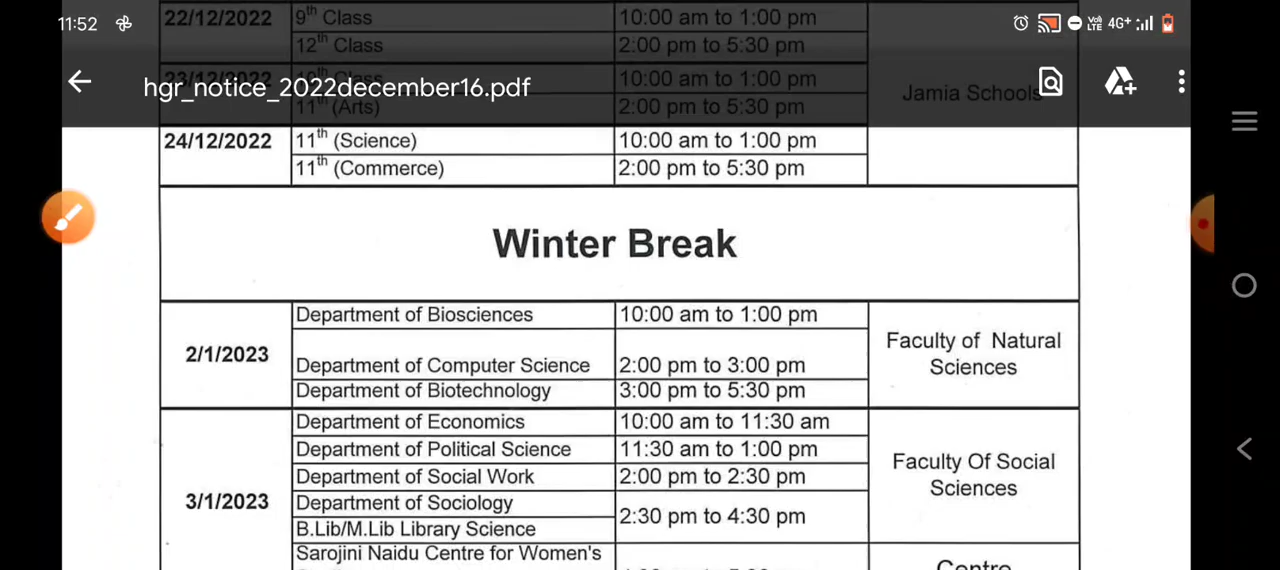 11:52
VoLTE 4G+
hgr_notice_2022december16.pdf
22/12/2022 9th Class 10:00 am to 1:00 pm
12th Class 2:00 pm to 5:30 pm
23/12/2022 10th Class 10:00 am to 1:00 pm
11th (Arts) 2:00 pm to 5:30 pm
Jamia Schools
24/12/2022 11th (Science) 10:00 am to 1:00 pm
11th (Commerce) 2:00 pm to 5:30 pm
Winter Break
2/1/2023 Department of Biosciences 10:00 am to 1:00 pm
Department of Computer Science 2:00 pm to 3:00 pm
Department of Biotechnology 3:00 pm to 5:30 pm
Faculty of Natural
Sciences
3/1/2023 Department of Economics 10:00 am to 11:30 am
Department of Political Science 11:30 am to 1:00 pm
Department of Social Work 2:00 pm to 2:30 pm
Department of Sociology
B.Lib/M.Lib Library Science
2:30 pm to 4:30 pm
Faculty Of Social
Sciences
Sarojini Naidu Centre for Women's
Centre